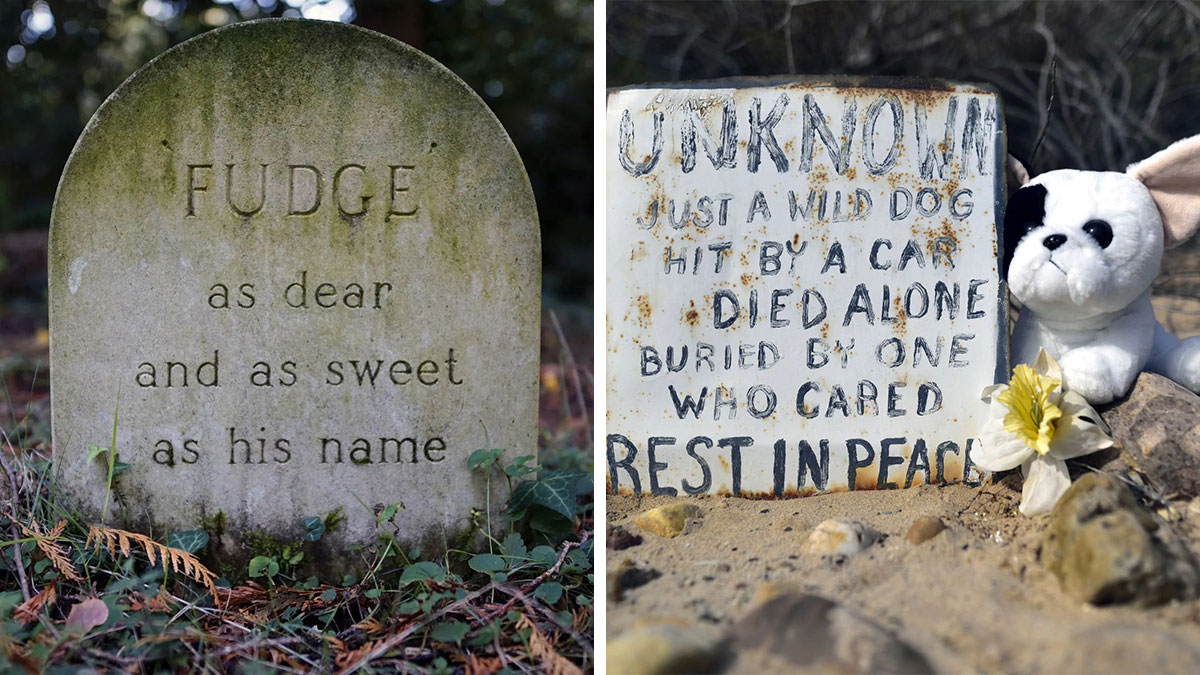 'FUDGE'
as dear
and as sweet
as his name
UNKNOWN
JUST A WILD DOG
HIT BY A CAR
DIED ALONE
BURIED BY ONE
WHO CARED
REST IN PEACE